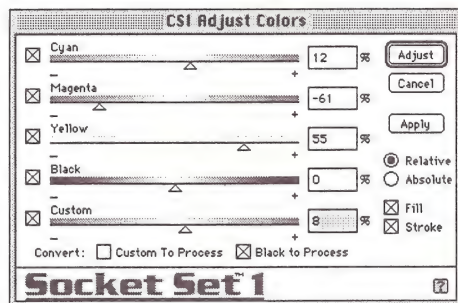 CSI Adjust Colors
Cyan
12 %
- +
Magenta
-61 %
- +
Yellow
55 %
- +
Black
0 %
- +
Custom
8 %
- +
Adjust
Cancel
Apply
Relative
Absolute
Fill
Stroke
Convert: Custom To Process Black to Process
Socket Set™ 1
?